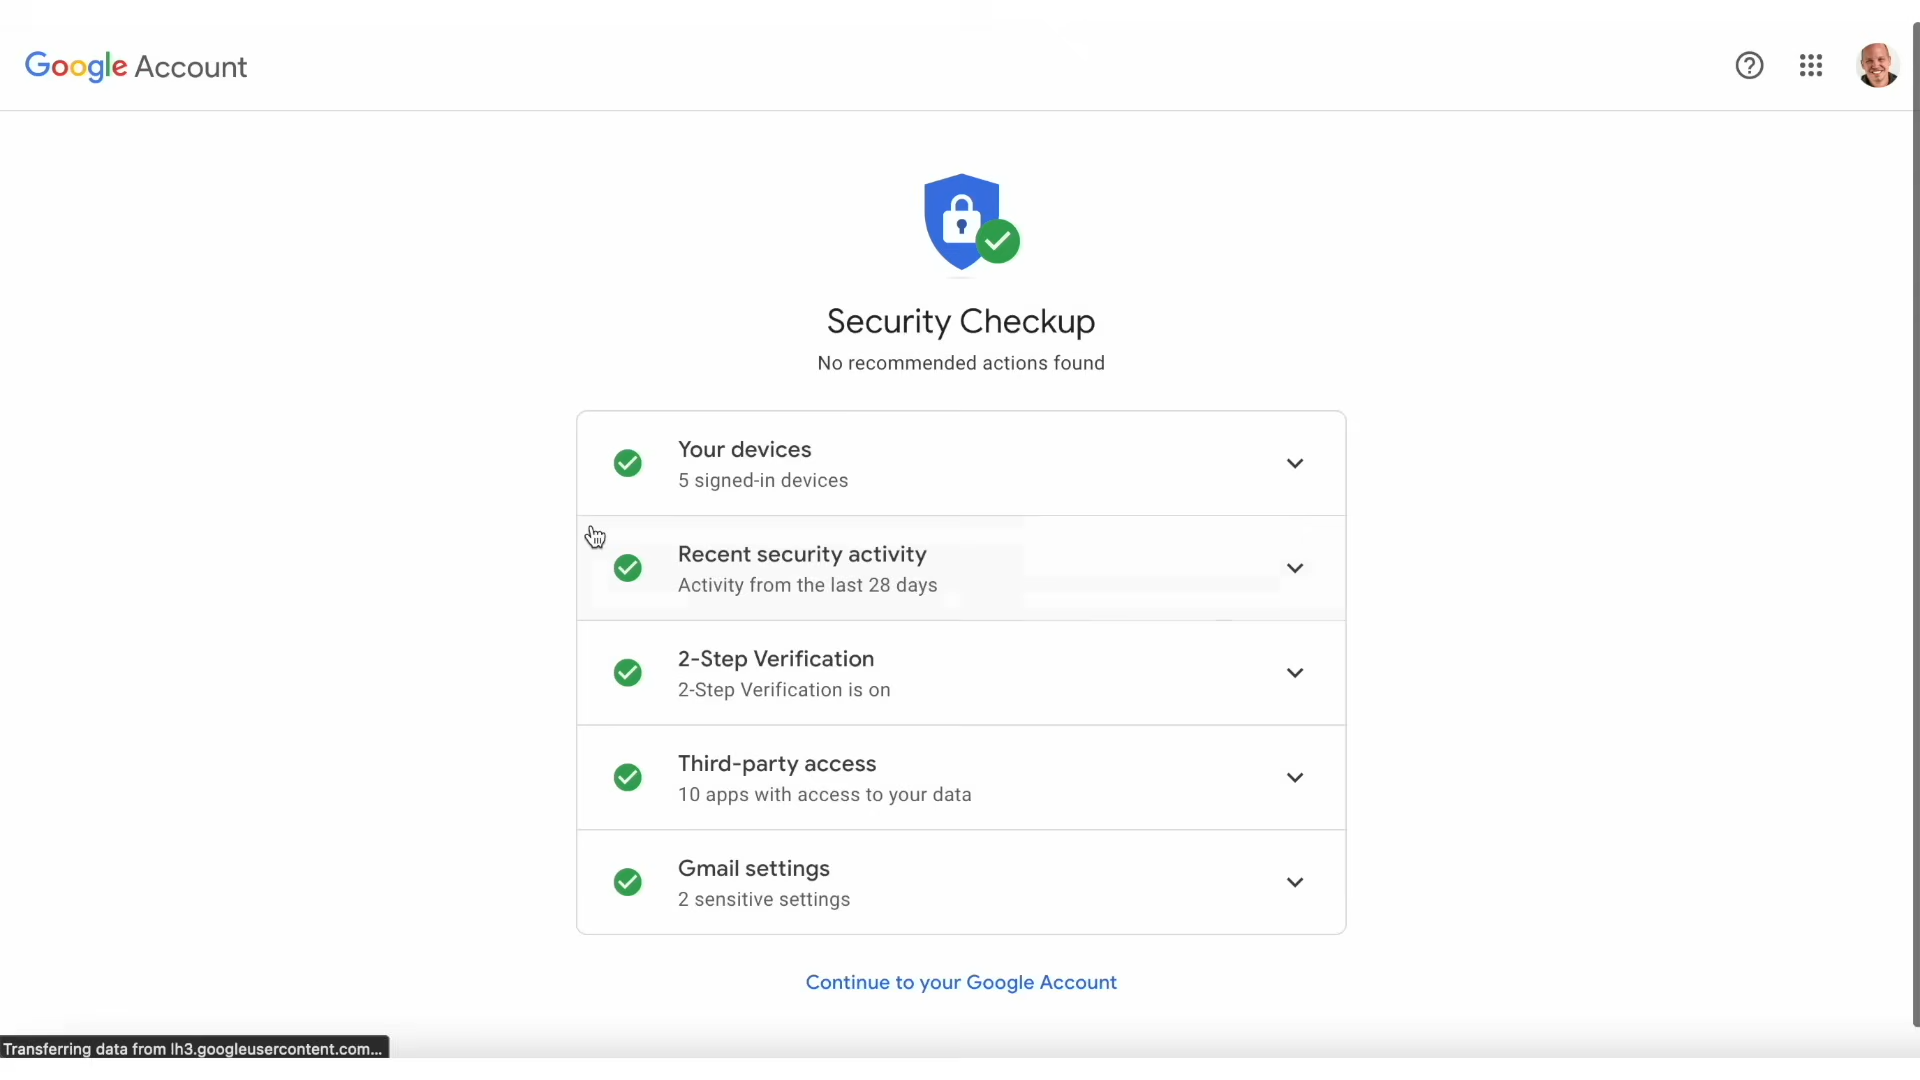 Google Account
Security Checkup
No recommended actions found
Your devices
5 signed-in devices
Recent security activity
Activity from the last 28 days
2-Step Verification
2-Step Verification is on
Third-party access
10 apps with access to your data
Gmail settings
2 sensitive settings
Continue to your Google Account
Transferring data from lh3.googleusercontent.com...